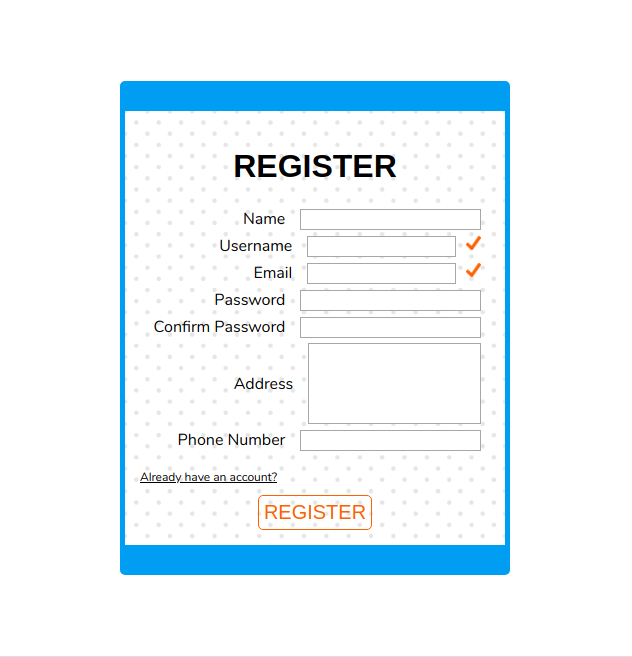 REGISTER
Name
Username
Email
Password
Confirm Password
Address
Phone Number
Already have an account?
REGISTER